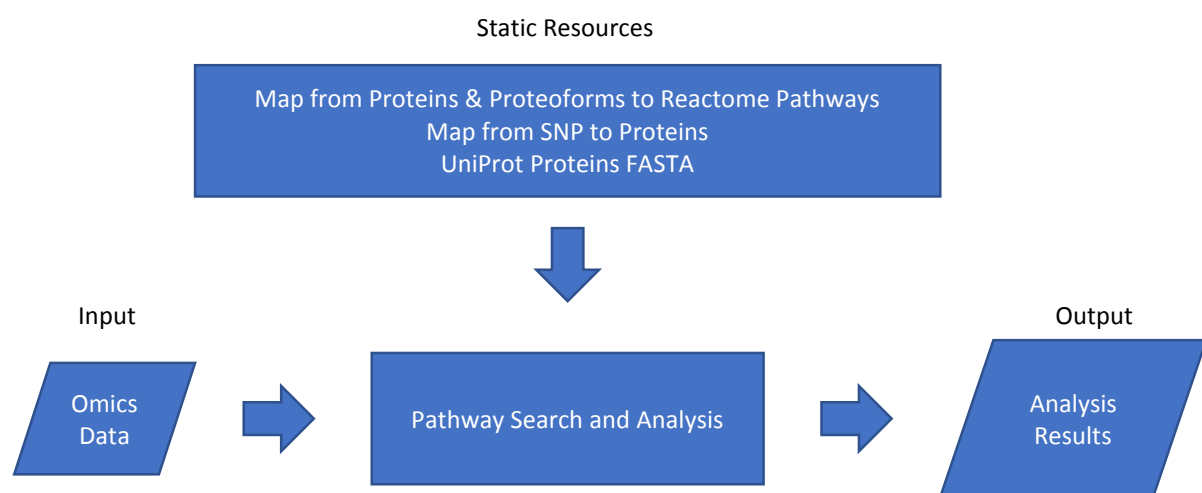 Static Resources
Map from Proteins & Proteoforms to Reactome Pathways
Map from SNP to Proteins
UniProt Proteins FASTA
Input
Output
Omics
Data
Pathway Search and Analysis
Analysis
Results